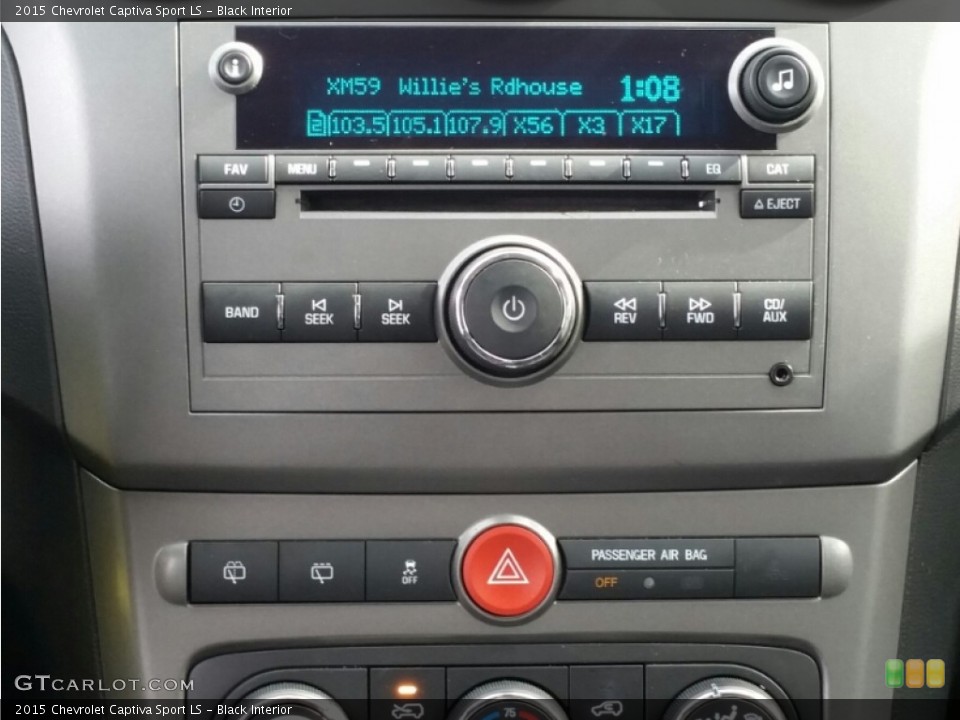 2015 Chevrolet Captiva Sport LS - Black Interior
XM59 Willie's Rdhouse 1:08
2 103.5 105.1 107.9 X56 X3 X17
FAV MENU EQ CAT
EJECT
BAND SEEK SEEK REV FWD CD/AUX
PASSENGER AIR BAG
OFF OFF
75
GTCARLOT.COM
2015 Chevrolet Captiva Sport LS - Black Interior